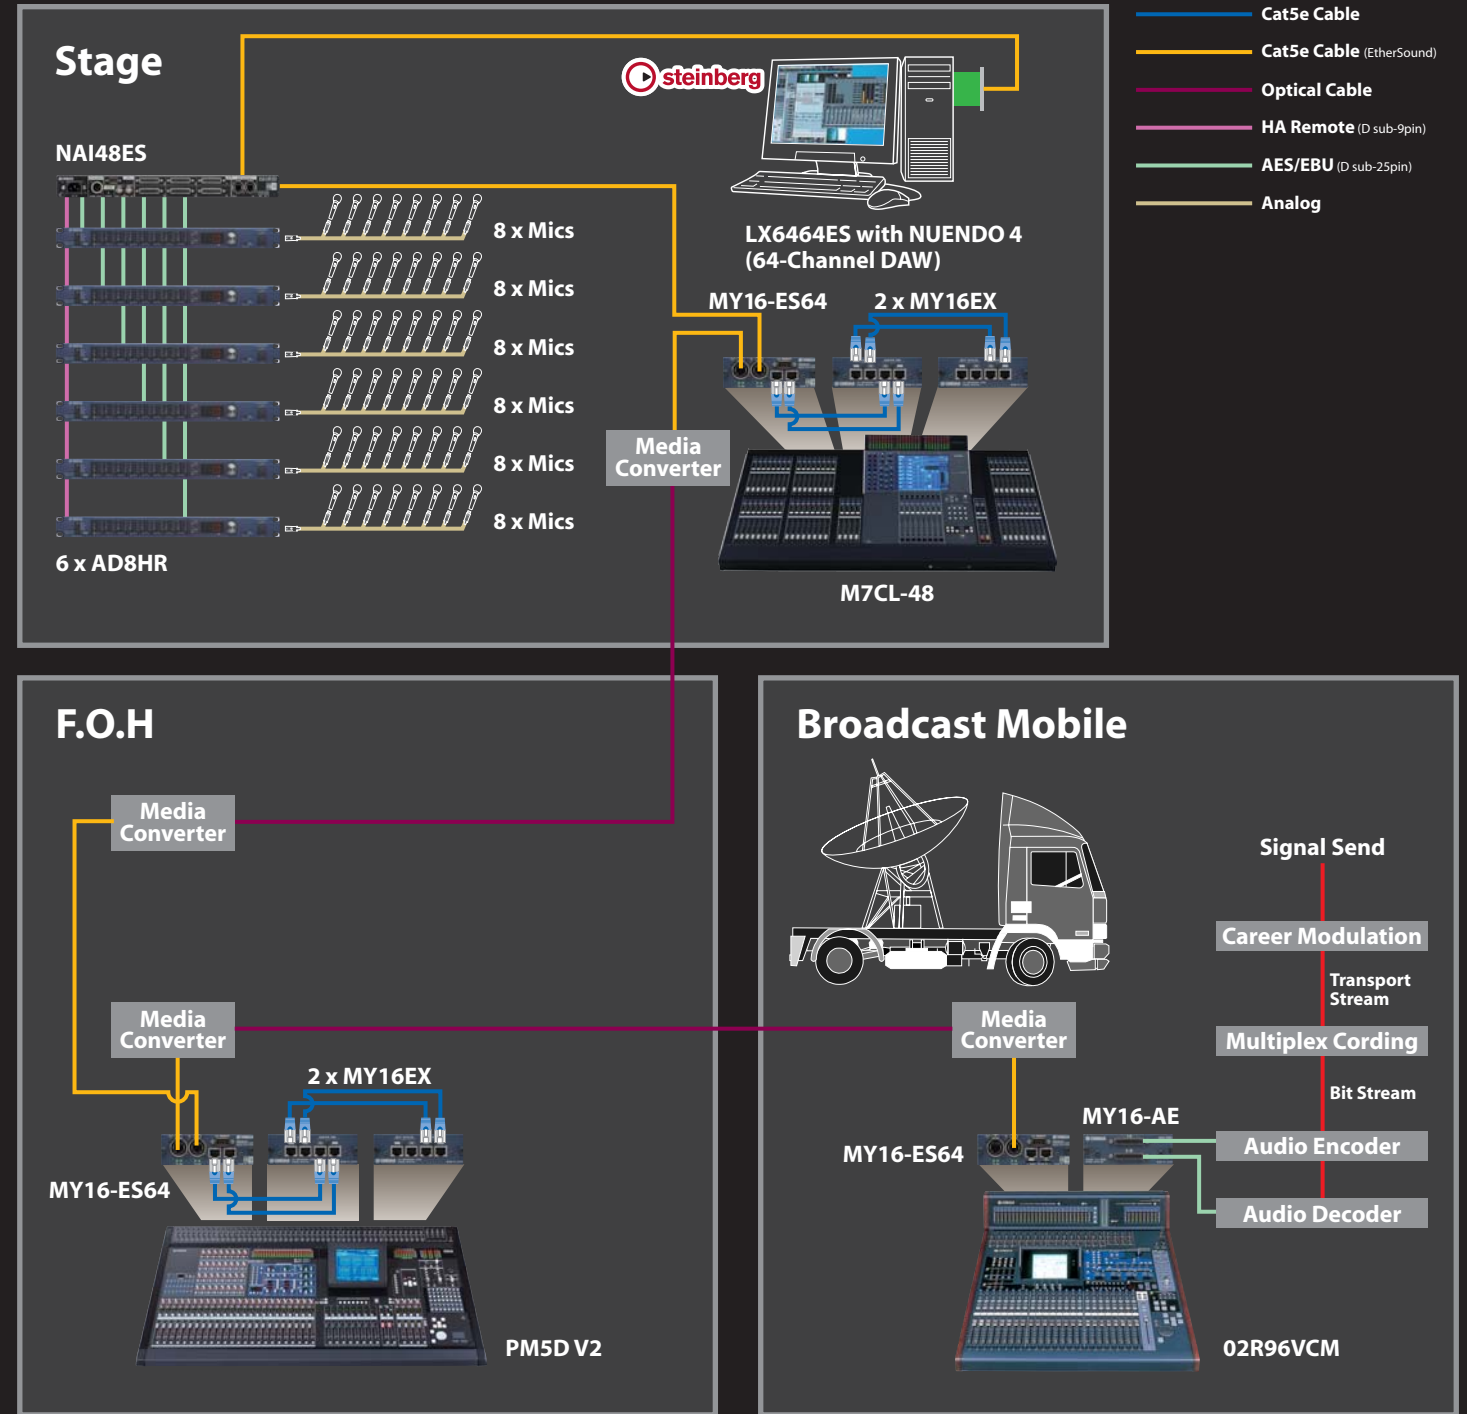 Stage
steinberg
NAI48ES
8 x Mics
8 x Mics
8 x Mics
8 x Mics
8 x Mics
8 x Mics
6 x AD8HR
LX6464ES with NUENDO 4
(64-Channel DAW)
MY16-ES64
2 x MY16EX
Media
Converter
M7CL-48
Cat5e Cable
Cat5e Cable (EtherSound)
Optical Cable
HA Remote (D sub-9pin)
AES/EBU (D sub-25pin)
Analog
F.O.H
Media
Converter
Media
Converter
2 x MY16EX
MY16-ES64
PM5D V2
Broadcast Mobile
Signal Send
Career Modulation
Transport
Stream
Media
Converter
Multiplex Cording
Bit Stream
MY16-AE
MY16-ES64
Audio Encoder
Audio Decoder
02R96VCM